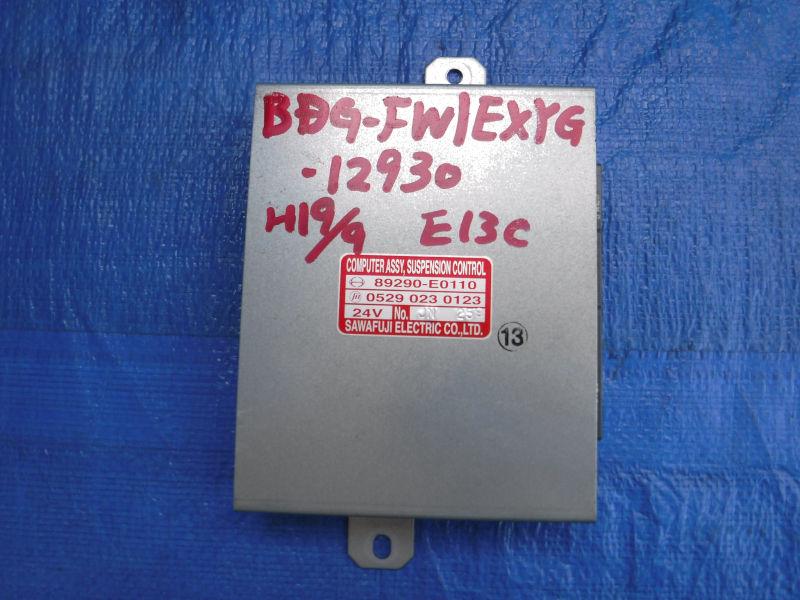 BDG-FW1EXYG
-12930
H19/9 E13C
COMPUTER ASSY, SUSPENSION CONTROL
89290-E0110
0529 023 0123
24V No. JN
SAWAFUJI ELECTRIC CO.,LTD.
13